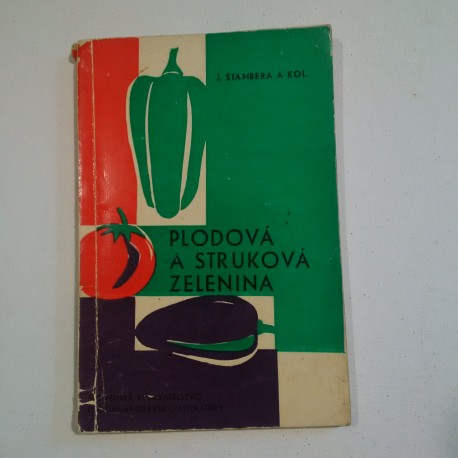 J. ŠTAMBERA A KOL.
PLODOVÁ
A STRUKOVÁ
ZELENINA